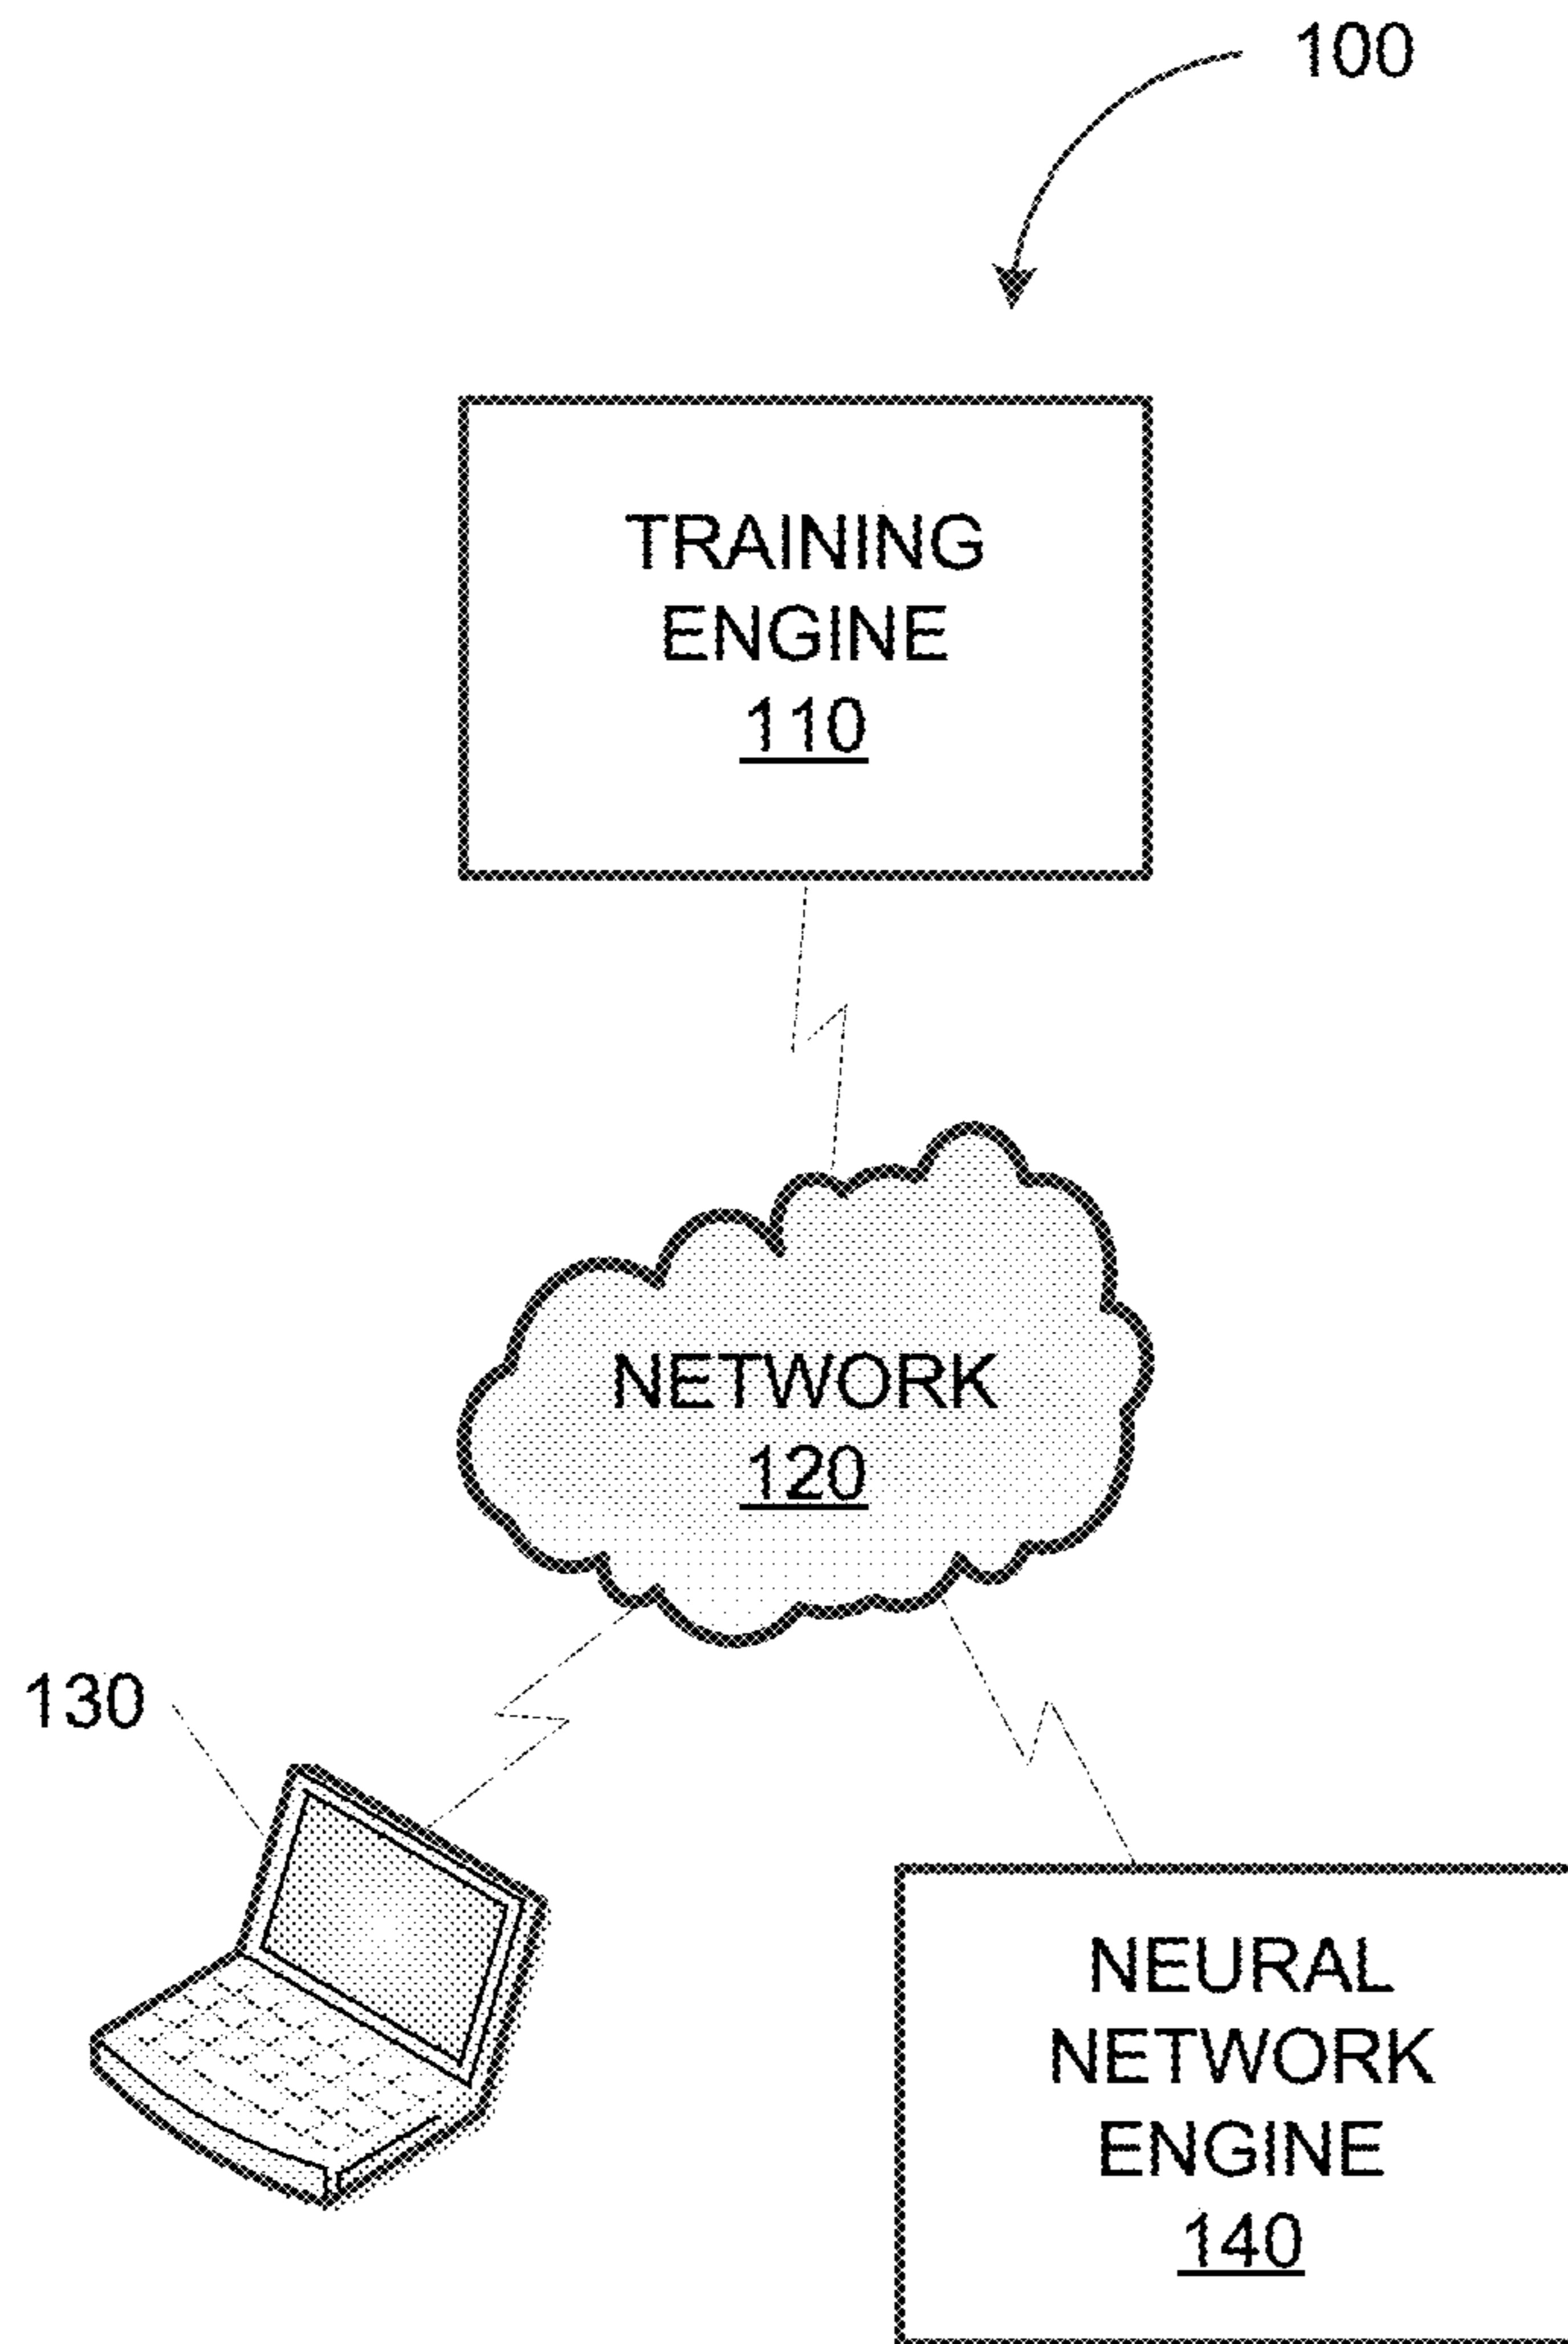 100
TRAINING
ENGINE
110
NETWORK
120
130
NEURAL
NETWORK
ENGINE
140